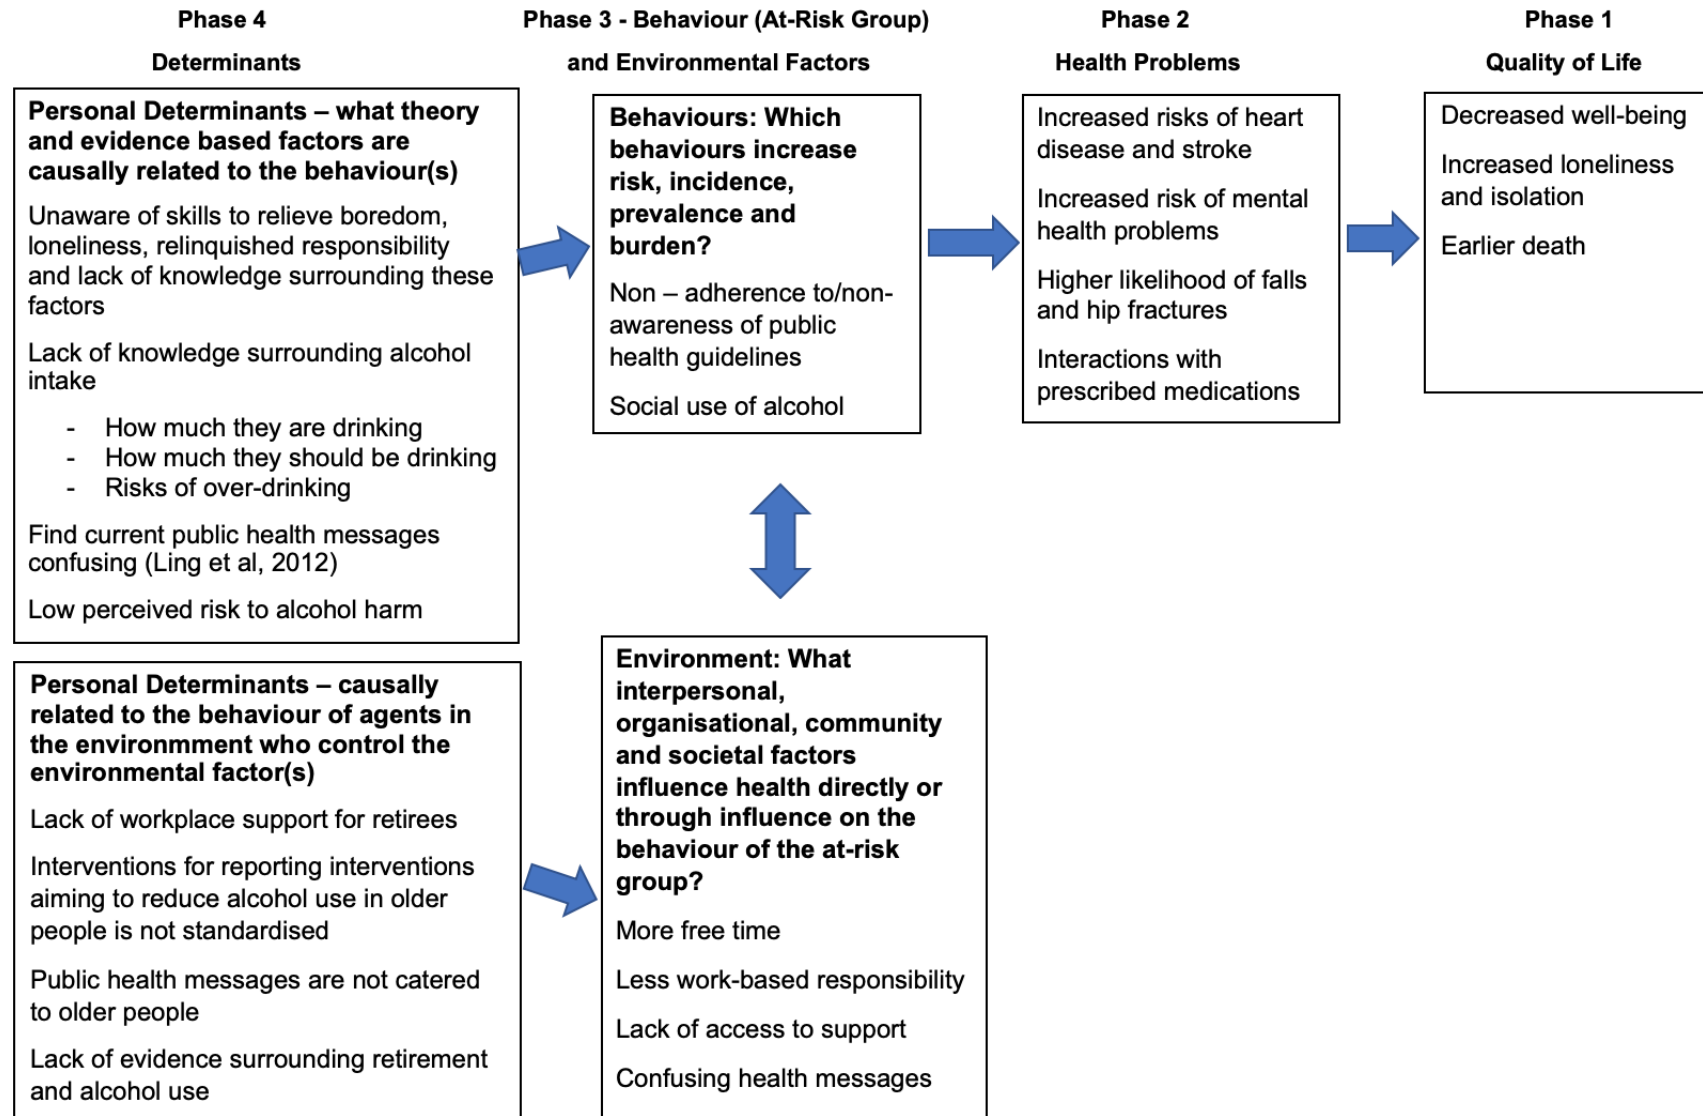 Phase 4
Determinants
Phase 3 - Behaviour (At-Risk Group)
and Environmental Factors
Phase 2
Health Problems
Phase 1
Quality of Life
Personal Determinants – what theory
and evidence based factors are
causally related to the behaviour(s)
Unaware of skills to relieve boredom,
loneliness, relinquished responsibility
and lack of knowledge surrounding these
factors
Lack of knowledge surrounding alcohol
intake
- How much they are drinking
- How much they should be drinking
- Risks of over-drinking
Find current public health messages
confusing (Ling et al, 2012)
Low perceived risk to alcohol harm
Behaviours: Which
behaviours increase
risk, incidence,
prevalence and
burden?
Non – adherence to/non-
awareness of public
health guidelines
Social use of alcohol
Increased risks of heart
disease and stroke
Increased risk of mental
health problems
Higher likelihood of falls
and hip fractures
Interactions with
prescribed medications
Decreased well-being
Increased loneliness
and isolation
Earlier death
Personal Determinants – causally
related to the behaviour of agents in
the environmment who control the
environmental factor(s)
Lack of workplace support for retirees
Interventions for reporting interventions
aiming to reduce alcohol use in older
people is not standardised
Public health messages are not catered
to older people
Lack of evidence surrounding retirement
and alcohol use
Environment: What
interpersonal,
organisational, community
and societal factors
influence health directly or
through influence on the
behaviour of the at-risk
group?
More free time
Less work-based responsibility
Lack of access to support
Confusing health messages